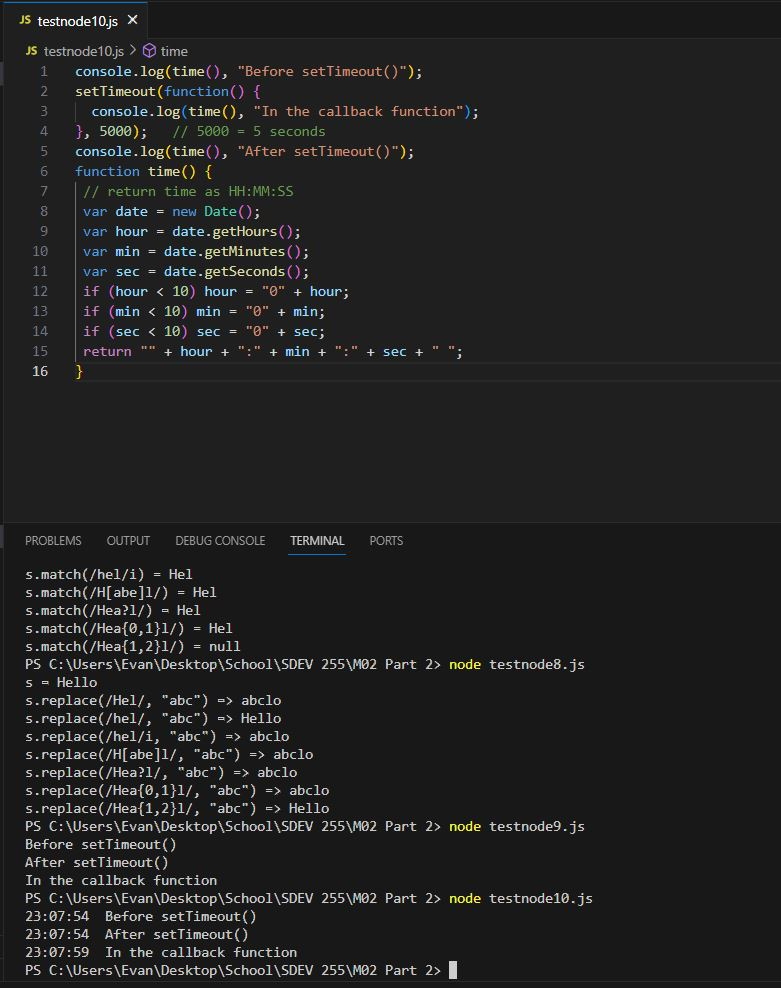 JS testnode10.js ×
JS testnode10.js > time
1 console.log(time(), "Before setTimeout()");
2 setTimeout(function() {
3 console.log(time(), "In the callback function");
4 }, 5000); // 5000 = 5 seconds
5 console.log(time(), "After setTimeout()");
6 function time() {
7 // return time as HH:MM:SS
8 var date = new Date();
9 var hour = date.getHours();
10 var min = date.getMinutes();
11 var sec = date.getSeconds();
12 if (hour < 10) hour = "0" + hour;
13 if (min < 10) min = "0" + min;
14 if (sec < 10) sec = "0" + sec;
15 return "" + hour + ":" + min + ":" + sec + " ";
16 }
PROBLEMS OUTPUT DEBUG CONSOLE TERMINAL PORTS
s.match(/hel/i) = Hel
s.match(/H[abe]l/) = Hel
s.match(/Hea?l/) = Hel
s.match(/Hea{0,1}l/) = Hel
s.match(/Hea{1,2}l/) = null
PS C:\Users\Evan\Desktop\School\SDEV 255\M02 Part 2> node testnode8.js
s = Hello
s.replace(/Hel/, "abc") => abclo
s.replace(/hel/, "abc") => Hello
s.replace(/hel/i, "abc") => abclo
s.replace(/H[abe]l/, "abc") => abclo
s.replace(/Hea?l/, "abc") => abclo
s.replace(/Hea{0,1}l/, "abc") => abclo
s.replace(/Hea{1,2}l/, "abc") => Hello
PS C:\Users\Evan\Desktop\School\SDEV 255\M02 Part 2> node testnode9.js
Before setTimeout()
After setTimeout()
In the callback function
PS C:\Users\Evan\Desktop\School\SDEV 255\M02 Part 2> node testnode10.js
23:07:54  Before setTimeout()
23:07:54  After setTimeout()
23:07:59  In the callback function
PS C:\Users\Evan\Desktop\School\SDEV 255\M02 Part 2>